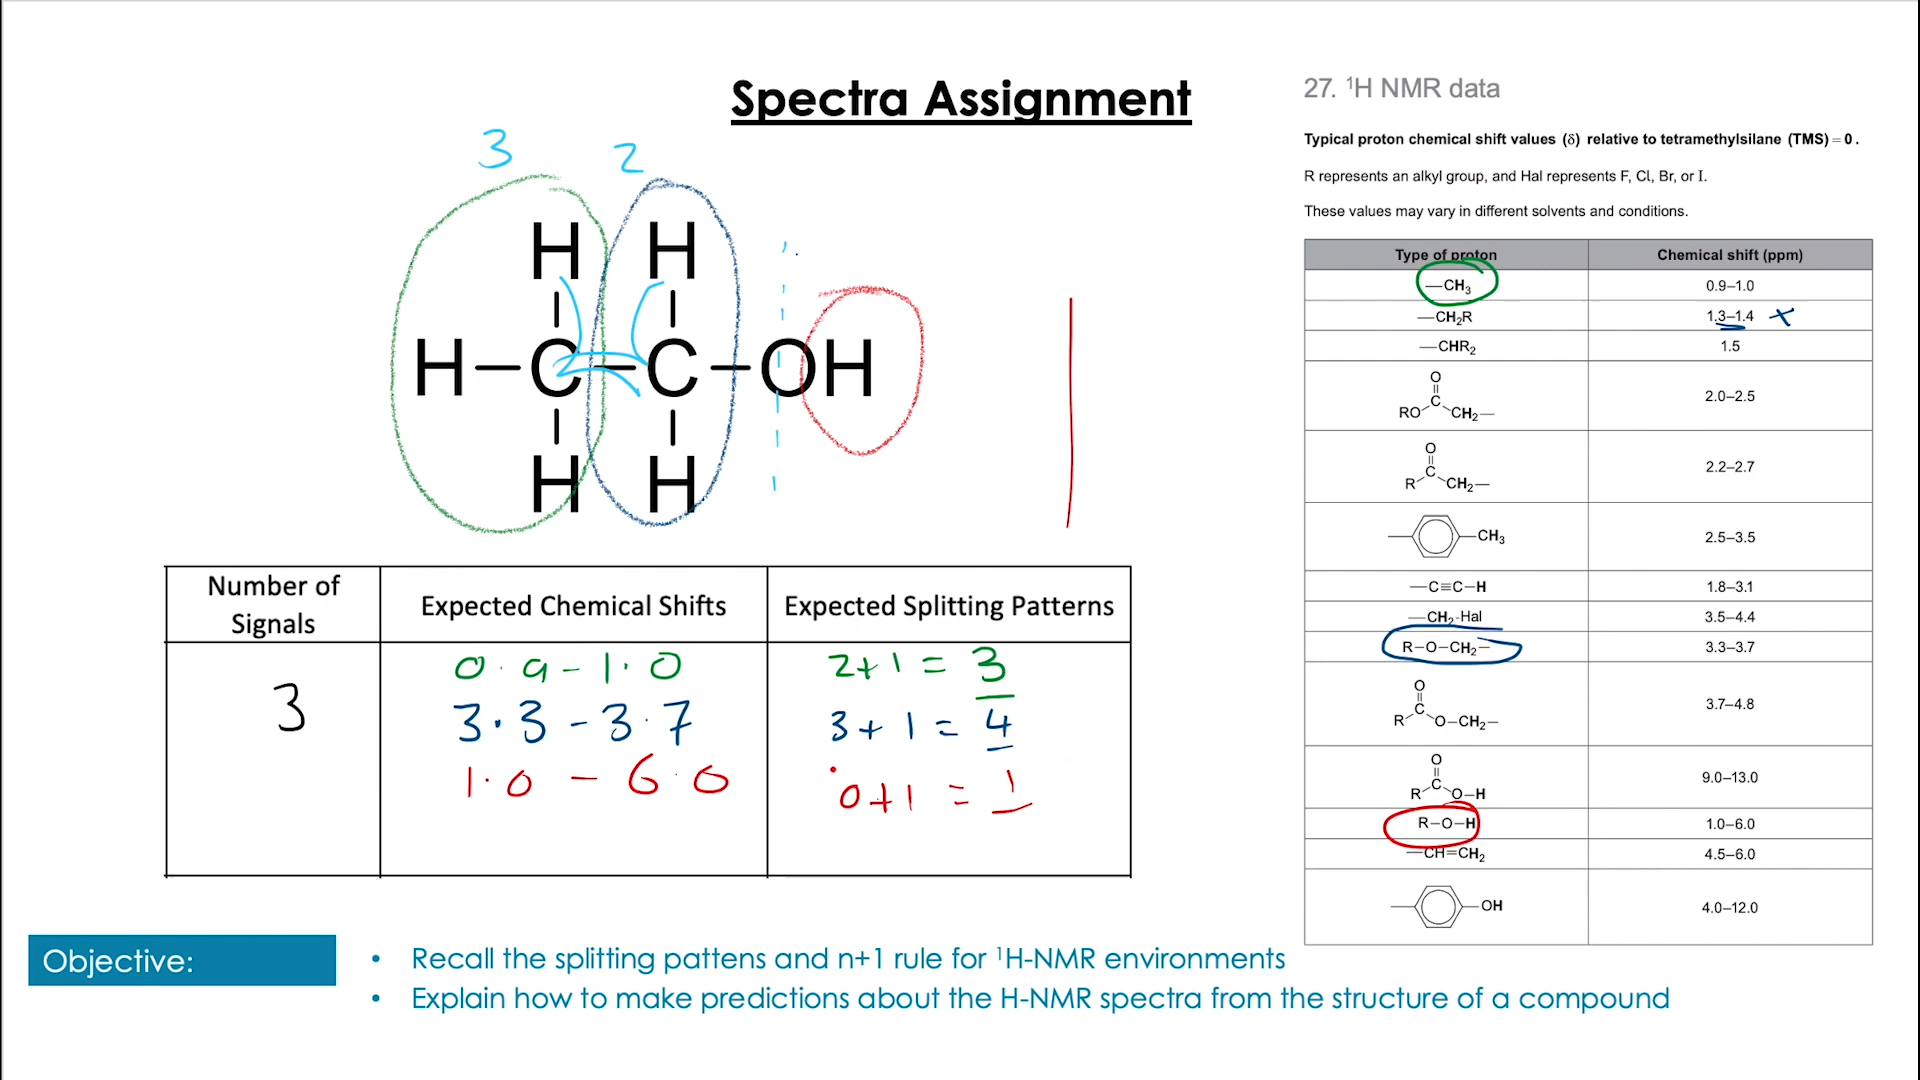 Spectra Assignment
3 2
H H
H–C–C–OH
H H
Number of Signals
Expected Chemical Shifts
Expected Splitting Patterns
3
0.9 – 1.0
2+1 = 3
3.3 – 3.7
3+1 = 4
1.0 – 6.0
0+1 = 1
27. ¹H NMR data
Typical proton chemical shift values (δ) relative to tetramethylsilane (TMS) = 0.
R represents an alkyl group, and Hal represents F, Cl, Br, or I.
These values may vary in different solvents and conditions.
Type of proton Chemical shift (ppm)
—CH₃ 0.9–1.0
—CH₂R 1.3–1.4 x
—CHR₂ 1.5
O
RO C CH₂— 2.0–2.5
O
R C CH₂— 2.2–2.7
—CH₃ 2.5–3.5
—C≡C–H 1.8–3.1
—CH₂-Hal 3.5–4.4
R–O–CH₂– 3.3–3.7
O
R C O–CH₂– 3.7–4.8
O
R C O–H 9.0–13.0
R–O–H 1.0–6.0
—CH=CH₂ 4.5–6.0
OH 4.0–12.0
Objective:
• Recall the splitting pattens and n+1 rule for ¹H-NMR environments
• Explain how to make predictions about the H-NMR spectra from the structure of a compound